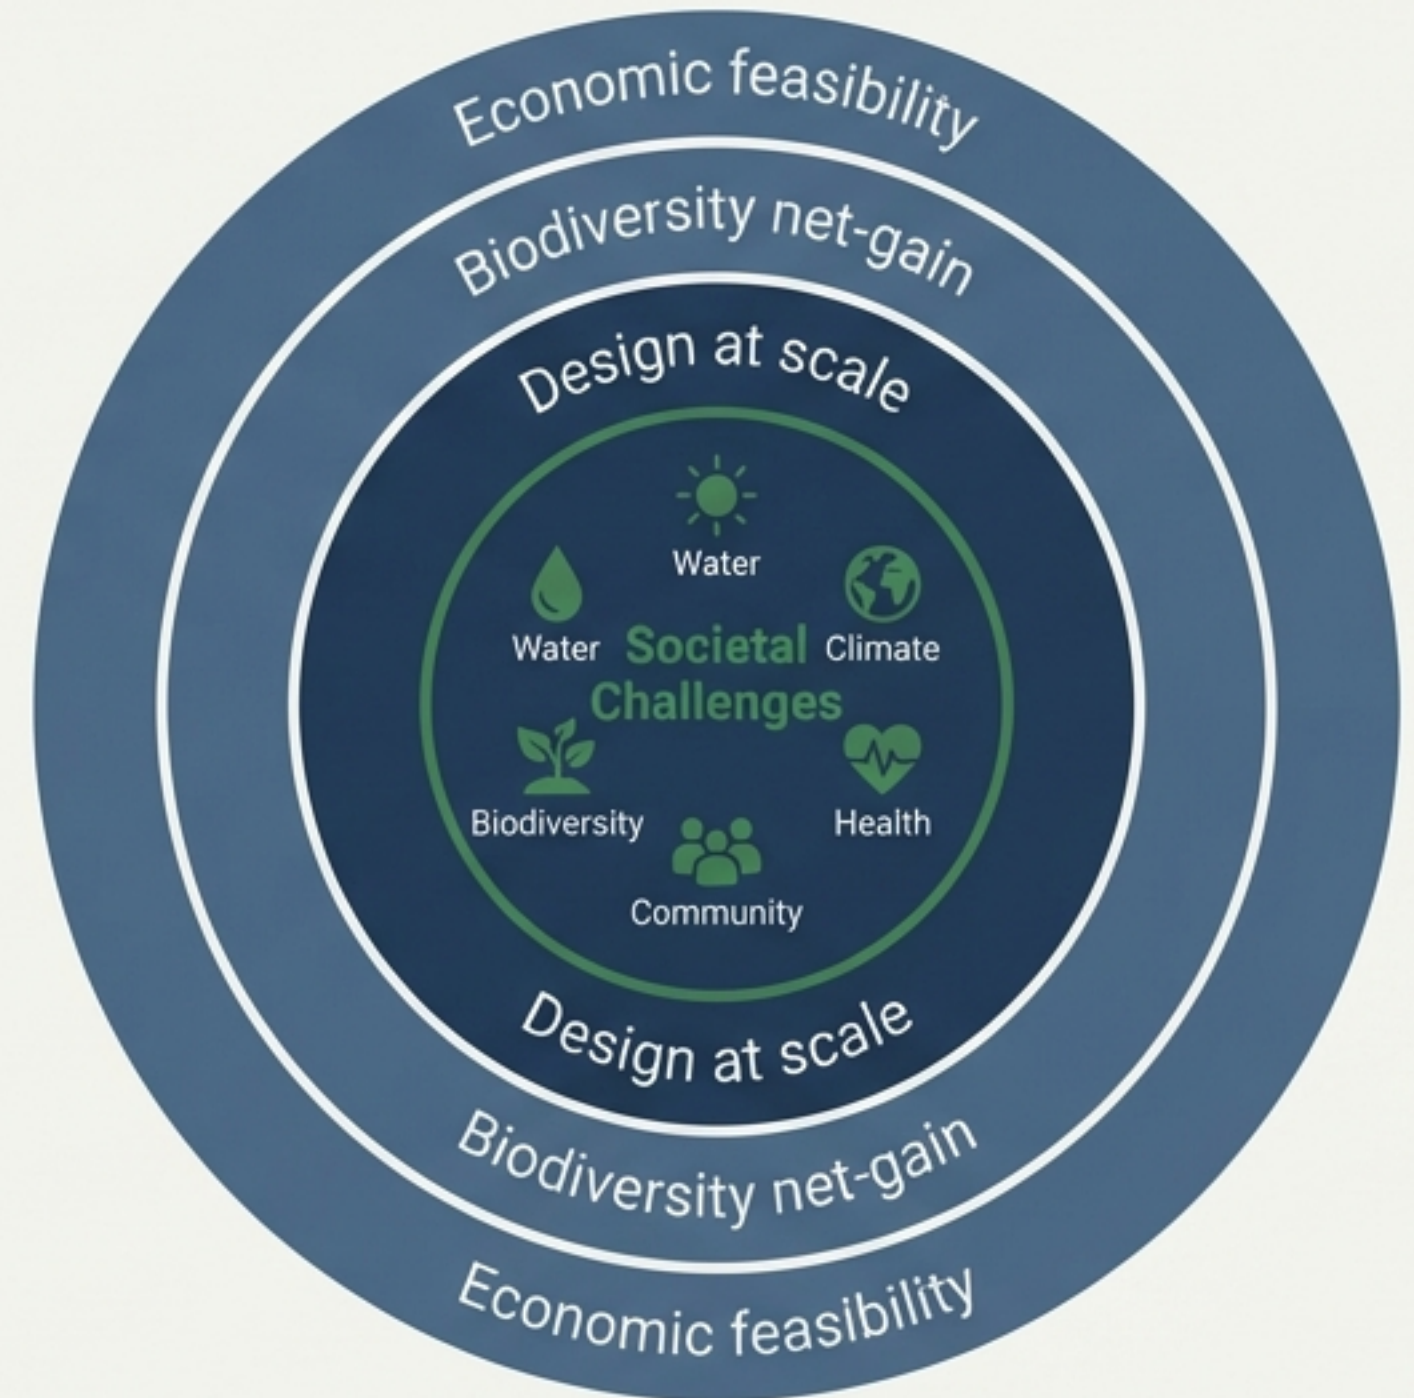 Economic feasibility
Biodiversity net-gain
Design at scale
Water
Water
Societal
Challenges
Climate
Biodiversity
Health
Community
Design at scale
Biodiversity net-gain
Economic feasibility